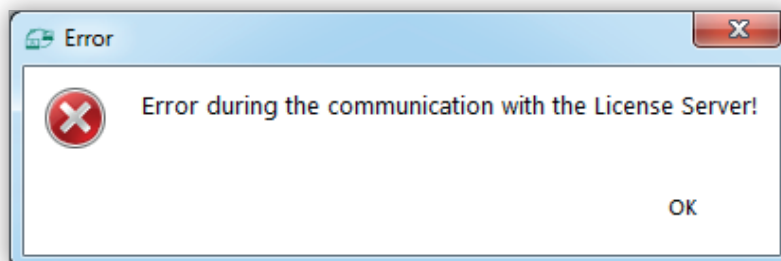 Error
Error during the communication with the License Server!
OK